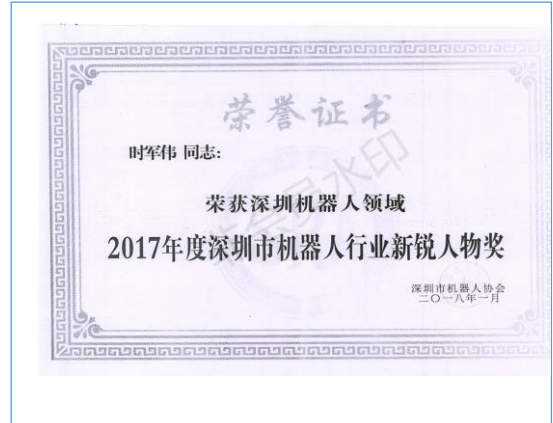 荣誉证书
时军伟 同志:
荣获深圳机器人领域
2017年度深圳市机器人行业新锐人物奖
深圳市机器人协会
二〇一八年一月